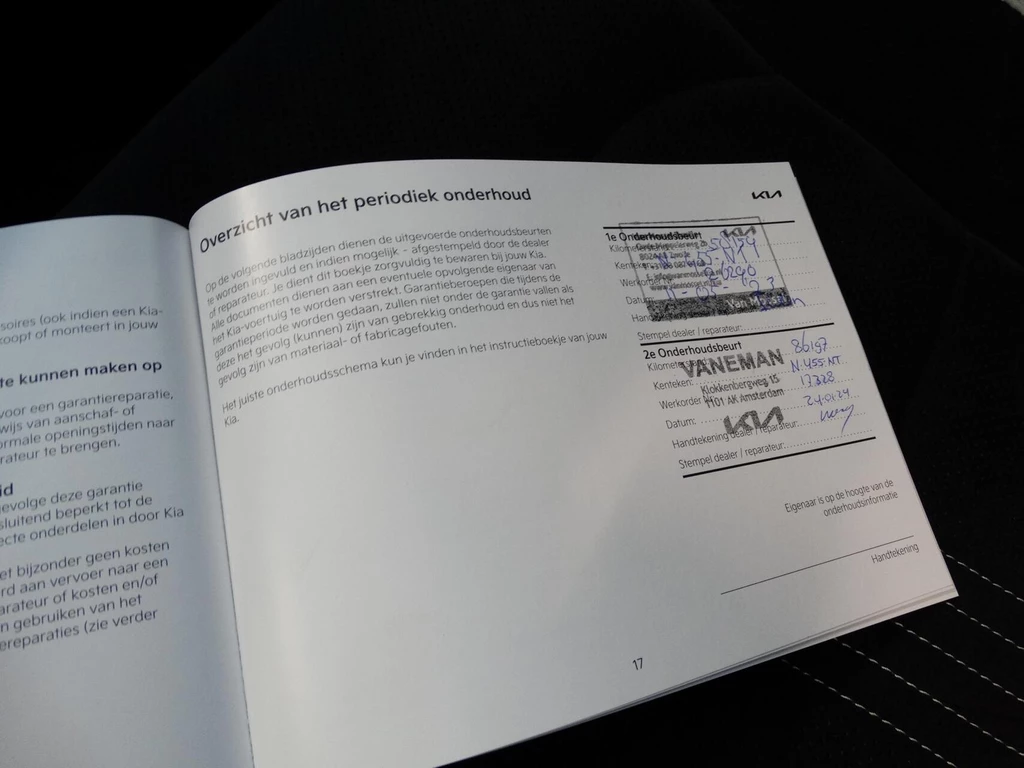 soires (ook indien een Kia-
koopt of monteert in jouw
te kunnen maken op
voor een garantiereparatie,
wijs van aanschaf- of
ormale openingstijden naar
rateur te brengen.
id
gevolge deze garantie
sluitend beperkt tot de
ecte onderdelen in door Kia
et bijzonder geen kosten
rd aan vervoer naar een
arateur of kosten en/of
n gebruiken van het
ereparaties (zie verder
Overzicht van het periodiek onderhoud
Op de volgende bladzijden dienen de uitgevoerde onderhoudsbeurten
te worden ingevuld en indien mogelijk - afgestempeld door de dealer
of reparateur. Je dient dit boekje zorgvuldig te bewaren bij jouw Kia.
Alle documenten dienen aan een eventuele opvolgende eigenaar van
het Kia-voertuig te worden verstrekt. Garantieberoepen die tijdens de
garantieperiode worden gedaan, zullen niet onder de garantie vallen als
deze het gevolg (kunnen) zijn van gebrekkig onderhoud en dus niet het
gevolg zijn van materiaal- of fabricagefouten.
Het juiste onderhoudsschema kun je vinden in het instructieboekje van jouw
Kia.
KIA
1e Onderhoudsbeurt
KIA
Datum:
Stempel dealer / reparateur:
2e Onderhoudsbeurt
Kilometerstand: 86197
VANEMAN
Kenteken: N-455-NT
Klokkenbergweg 15
Werkorder 17328
1101 AK Amsterdam
Datum: 24-01-24
KIA
Handtekening dealer / reparateur:
Stempel dealer / reparateur:
Eigenaar is op de hoogte van de
onderhoudsinformatie
Handtekening
17